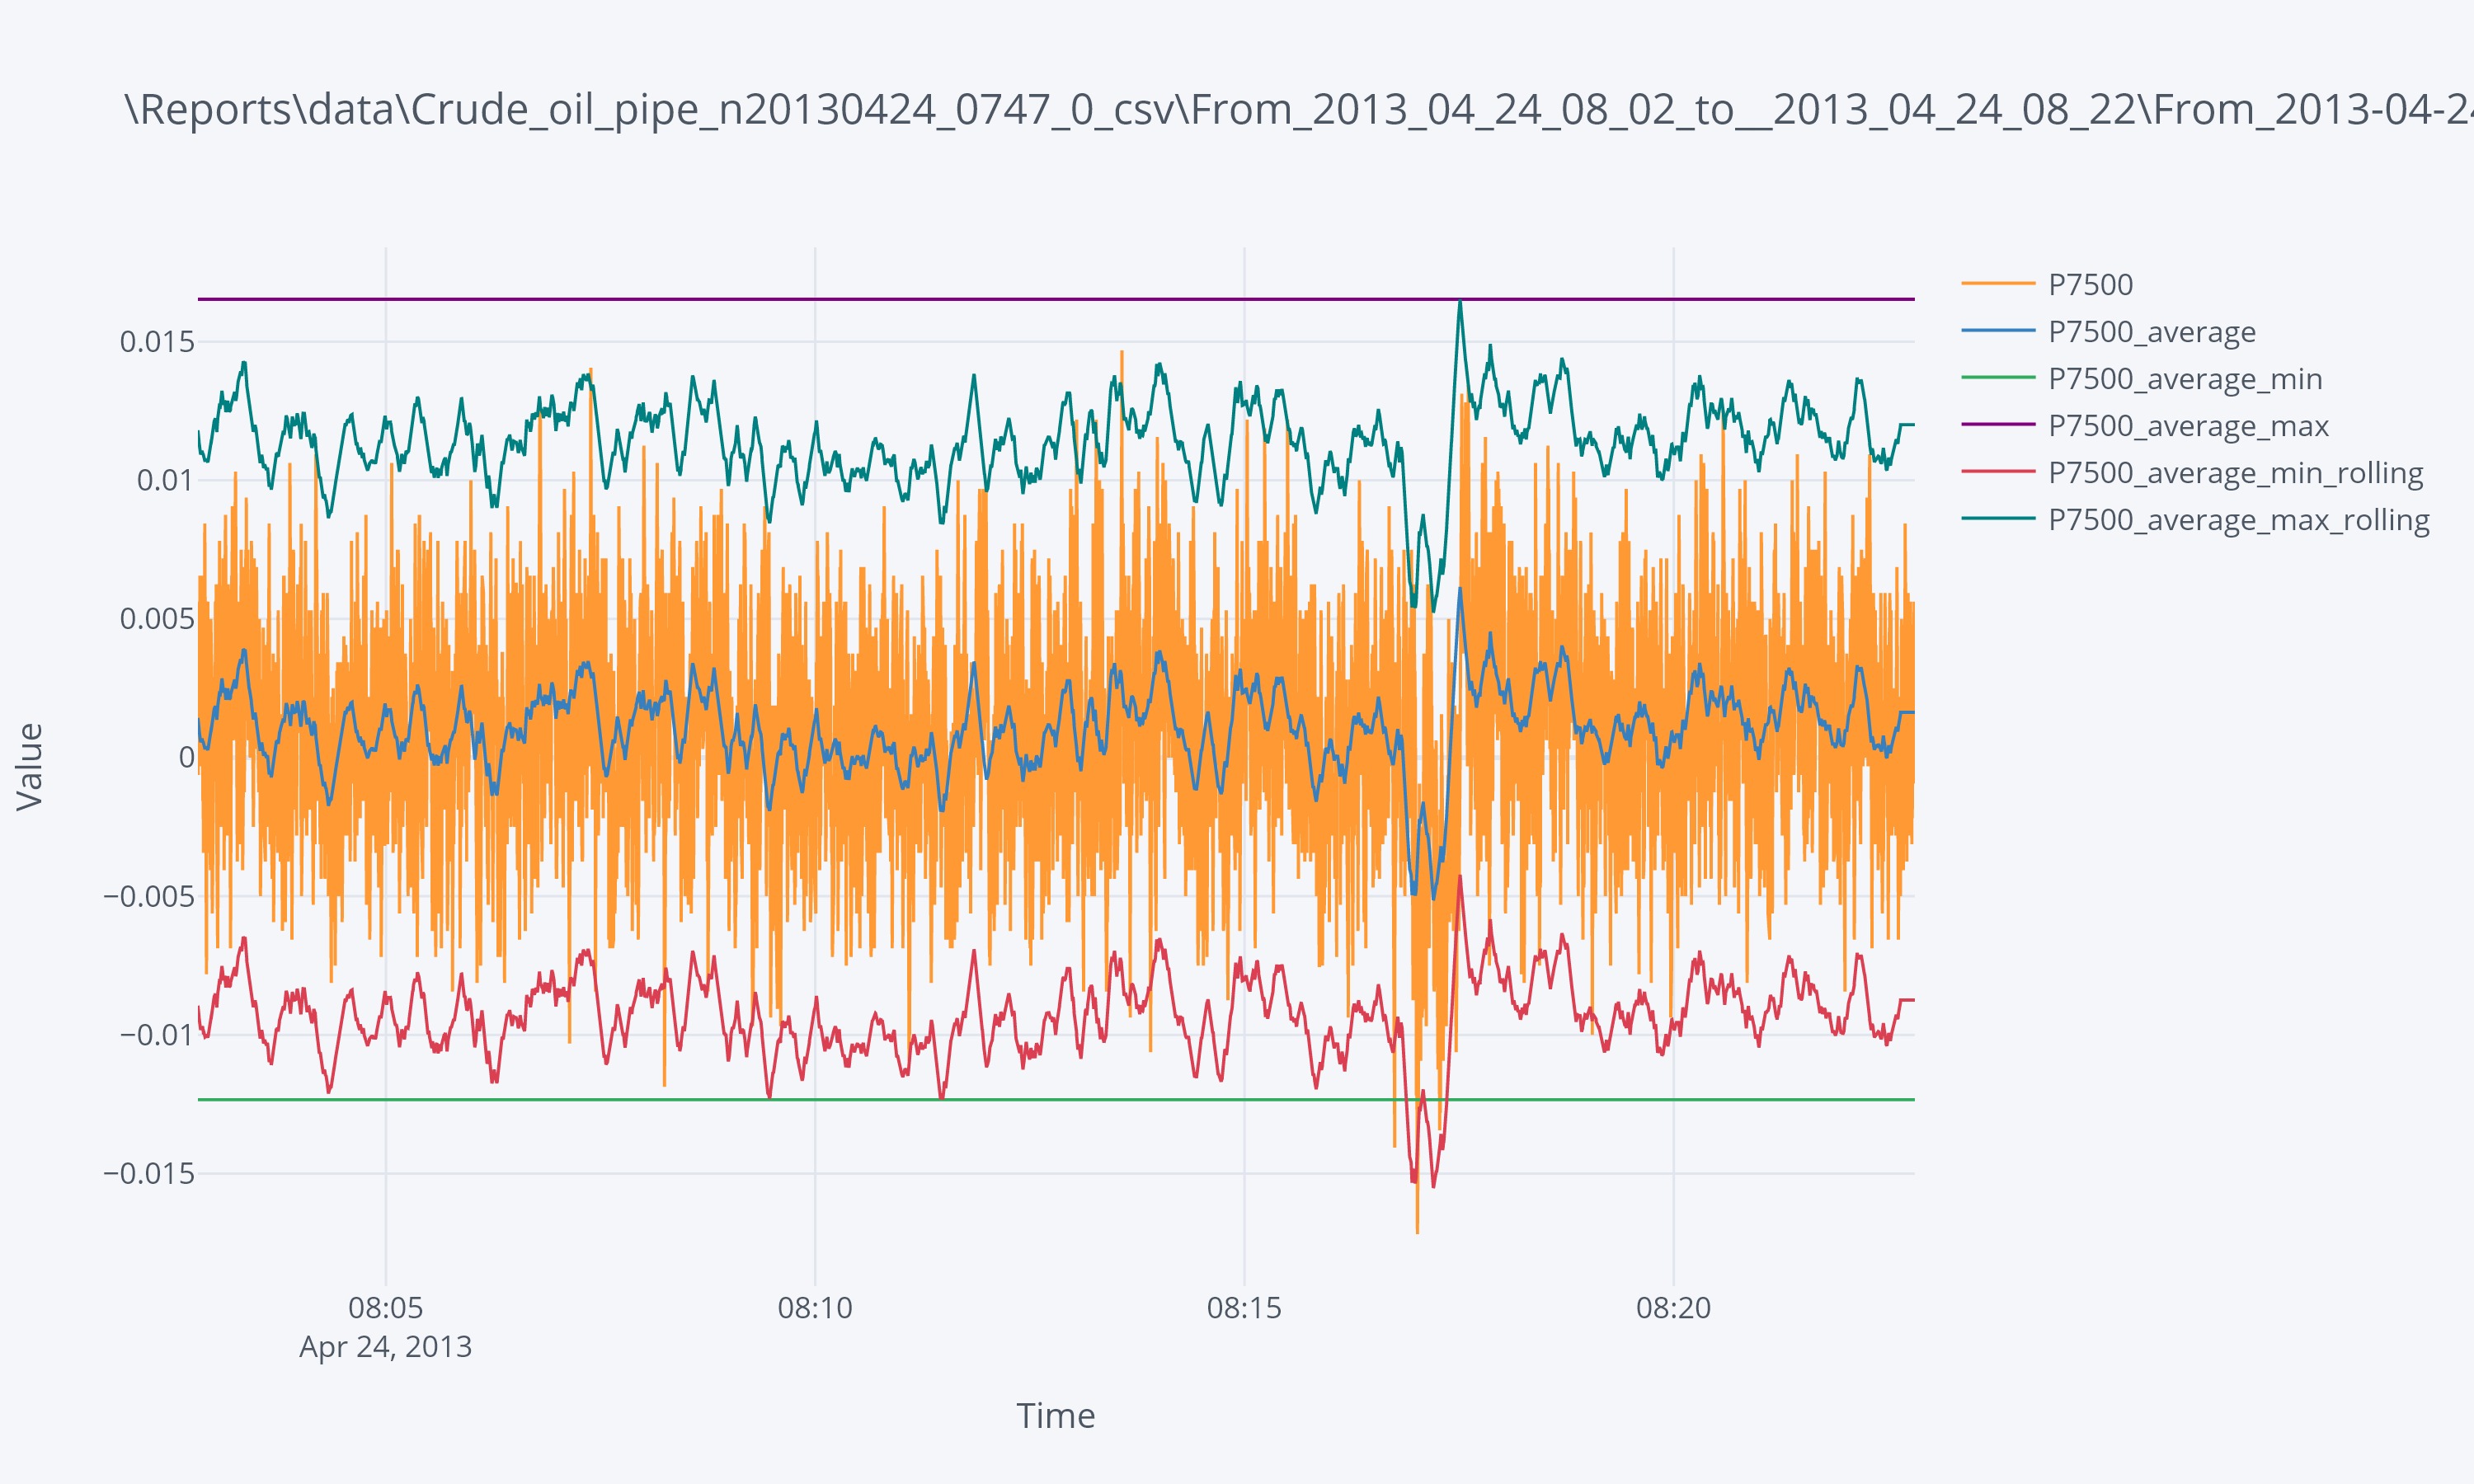 \Reports\data\Crude_oil_pipe_n20130424_0747_0_csv\From_2013_04_24_08_02_to__2013_04_24_08_22\From_2013-04-24
P7500
P7500_average
P7500_average_min
P7500_average_max
P7500_average_min_rolling
P7500_average_max_rolling
0.015
0.01
0.005
0
−0.005
−0.01
−0.015
Value
08:05
08:10
08:15
08:20
Apr 24, 2013
Time